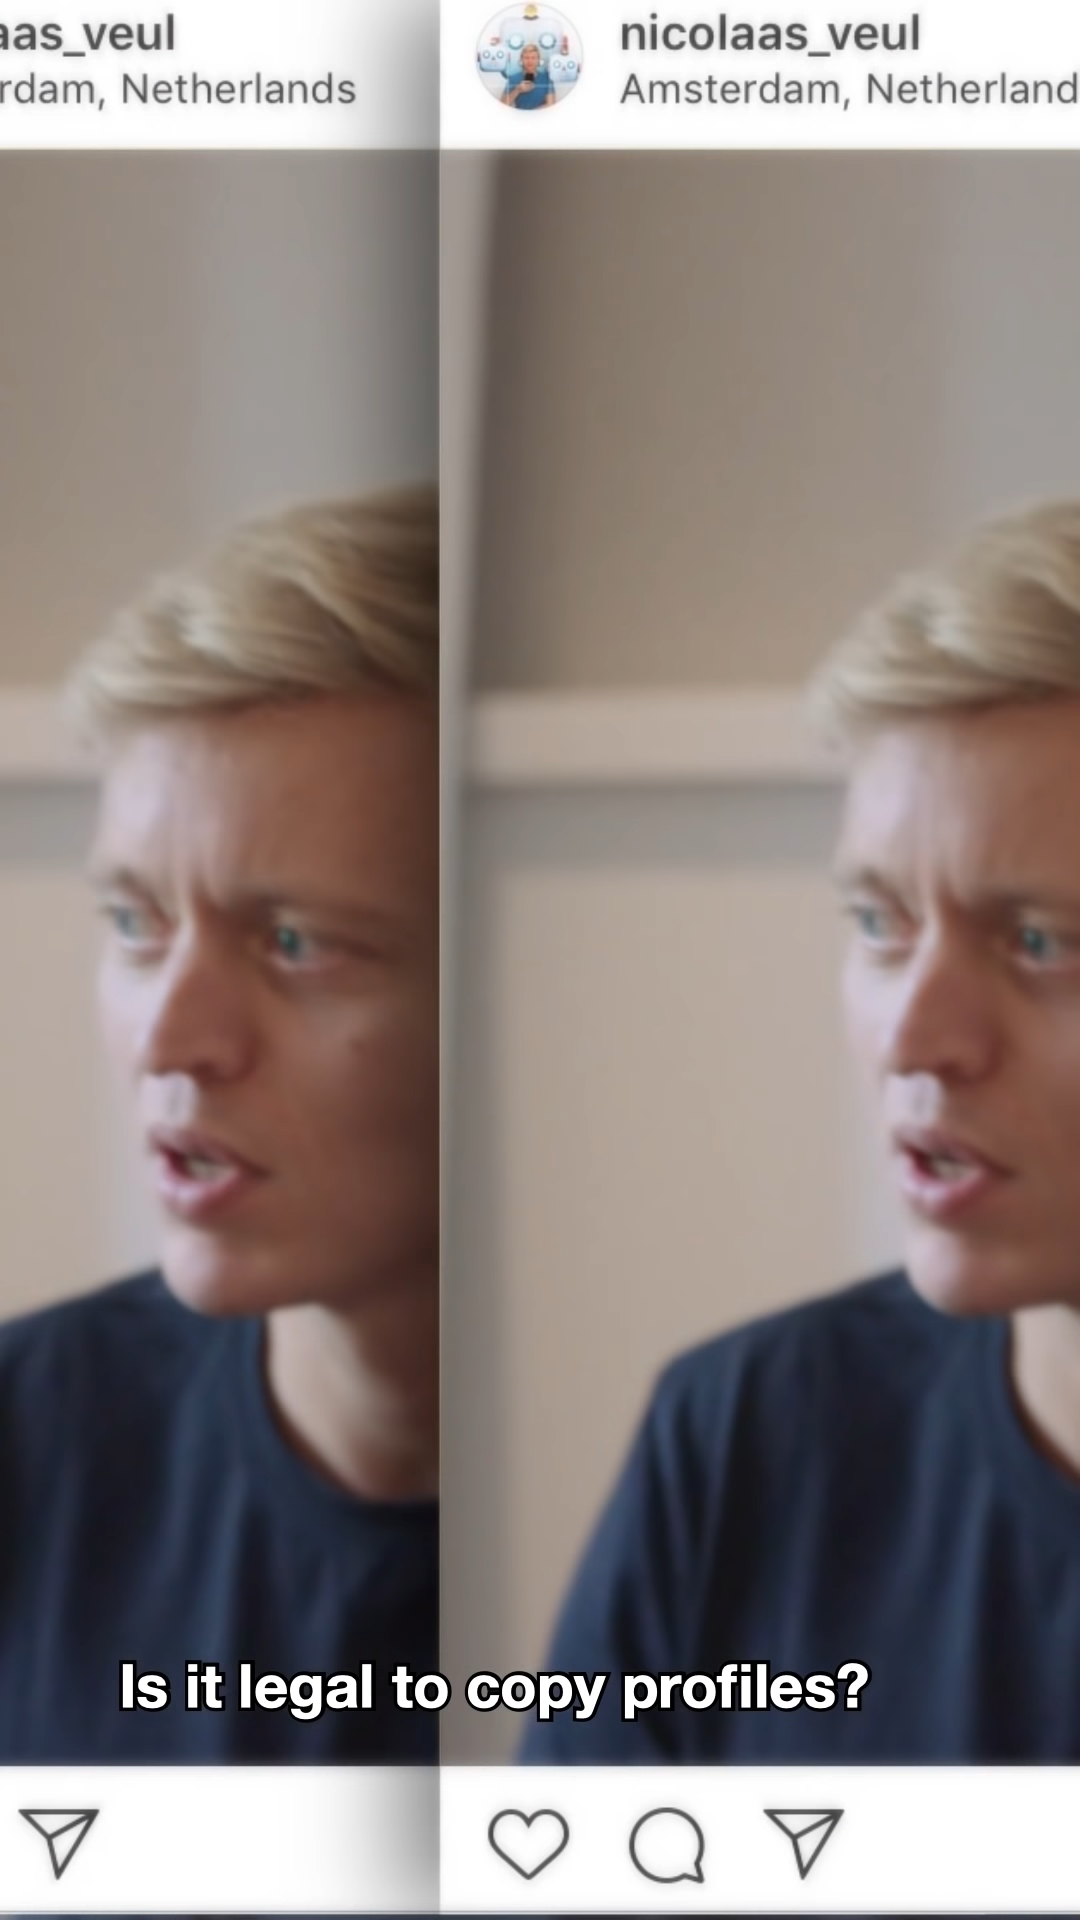 aas_veul
rdam, Netherlands
nicolaas_veul
Amsterdam, Netherland
Is it legal to copy profiles?